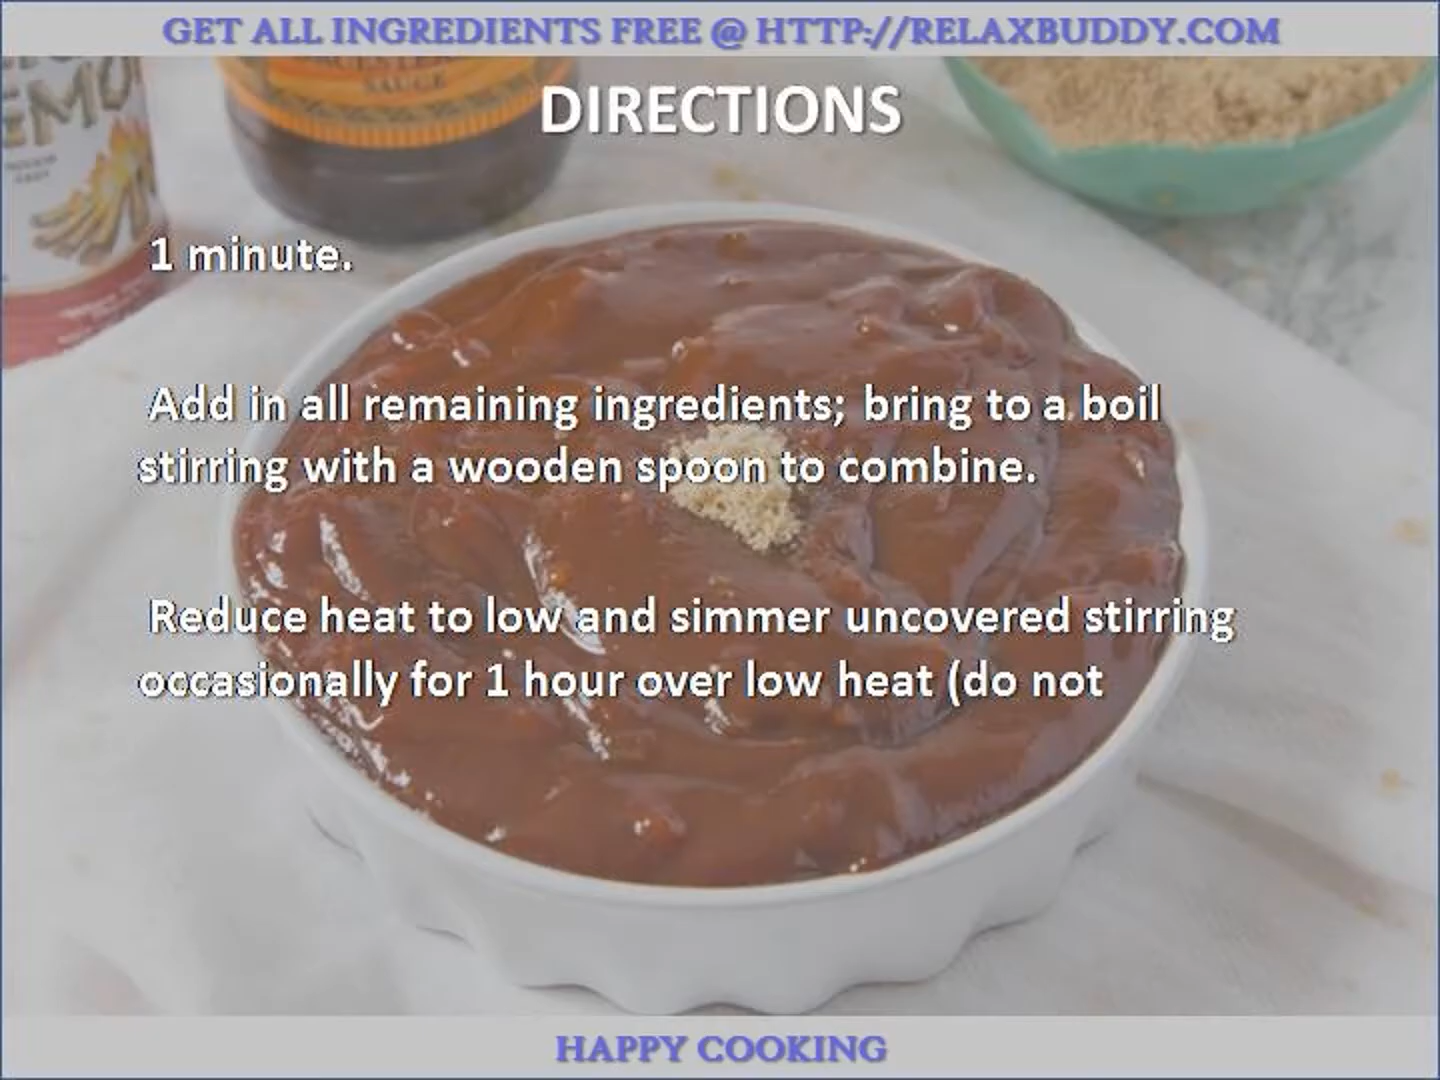 GET ALL INGREDIENTS FREE @ HTTP://RELAXBUDDY.COM
SAUCE
DIRECTIONS
1 minute.
Add in all remaining ingredients; bring to a boil
stirring with a wooden spoon to combine.
Reduce heat to low and simmer uncovered stirring
occasionally for 1 hour over low heat (do not
HAPPY COOKING